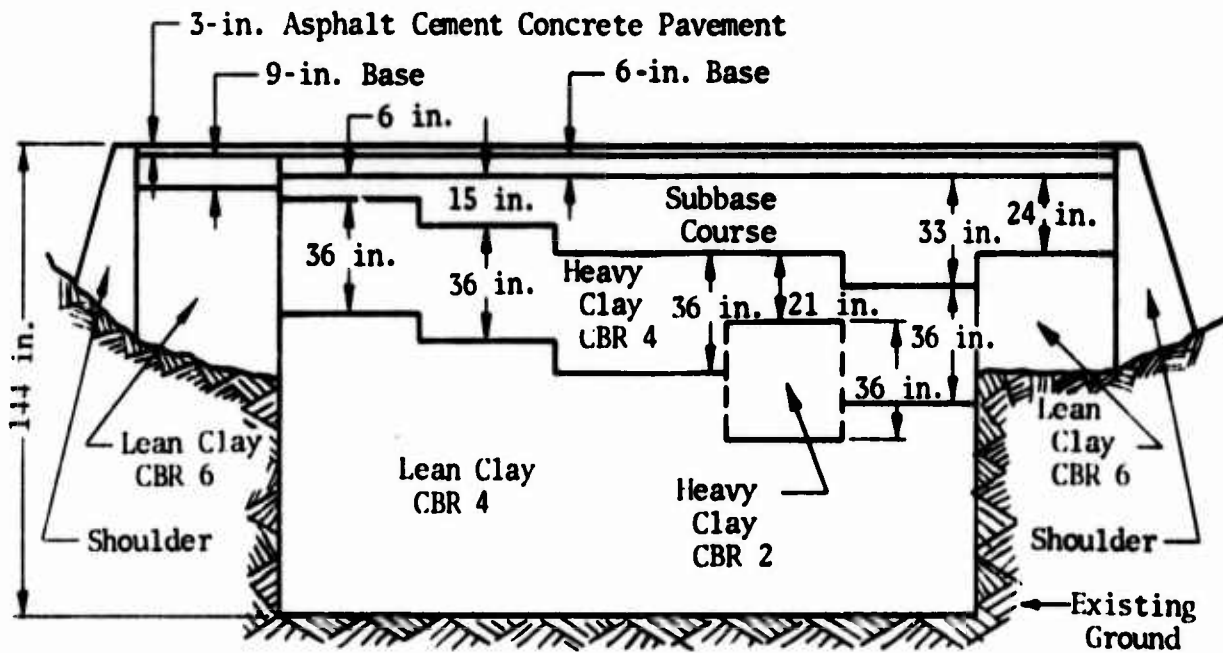 3-in. Asphalt Cement Concrete Pavement
9-in. Base
6-in. Base
6 in.
15 in.
Subbase
Course
33 in.
24 in.
36 in.
36 in.
Heavy
Clay
CBR 4
36 in.
21 in.
36 in.
36 in.
144 in.
Lean Clay
CBR 6
Lean Clay
CBR 4
Heavy
Clay
CBR 2
Lean
Clay
CBR 6
Shoulder
Shoulder
Existing
Ground